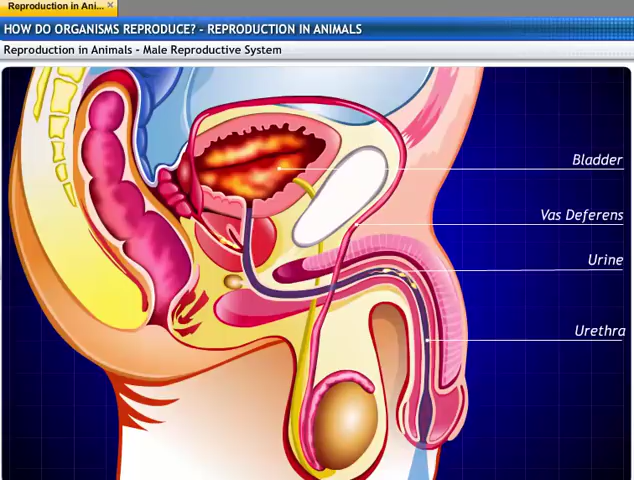 Reproduction in Ani...
HOW DO ORGANISMS REPRODUCE? - REPRODUCTION IN ANIMALS
Reproduction in Animals - Male Reproductive System
Bladder
Vas Deferens
Urine
Urethra